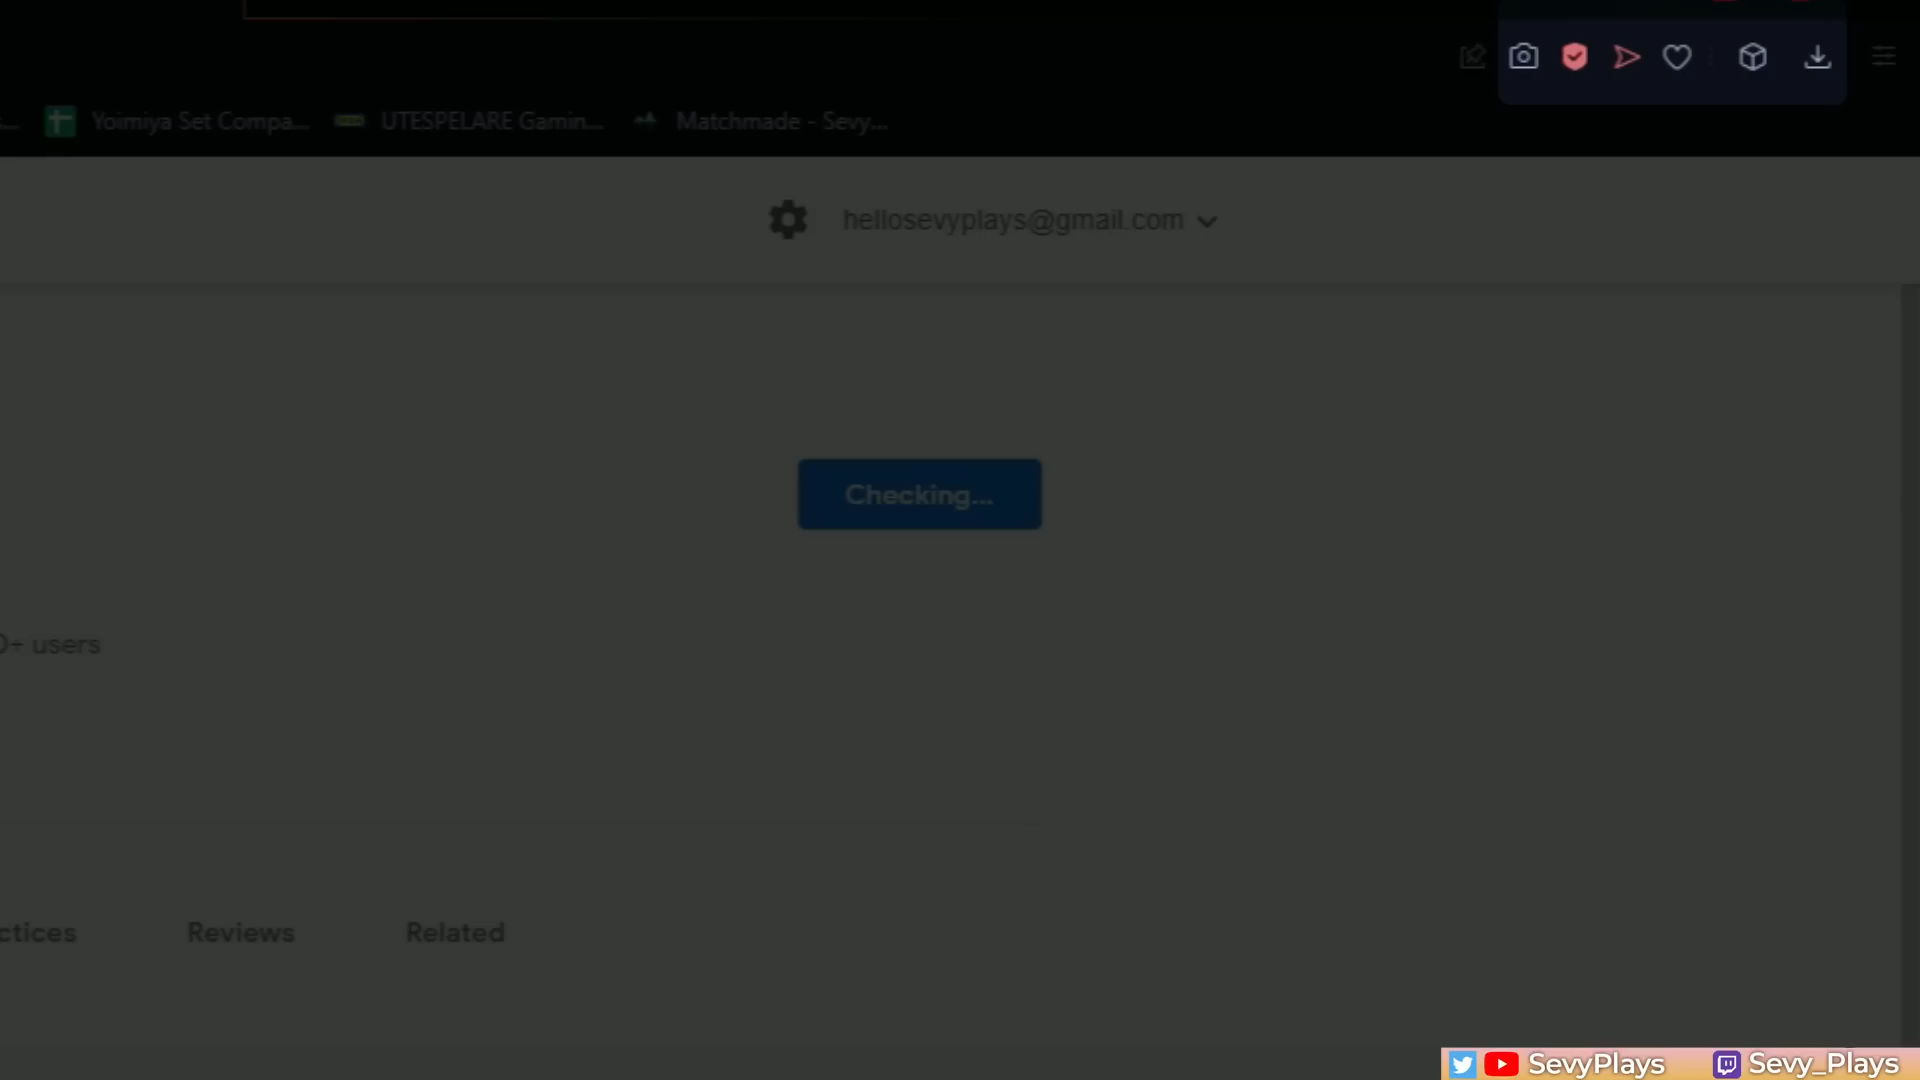 Yoimiya Set Compa... UTESPELARE Gamin... Matchmade - Sevy...
hellosevyplays@gmail.com
Checking...
+ users
ctices Reviews Related
SevyPlays Sevy_Plays